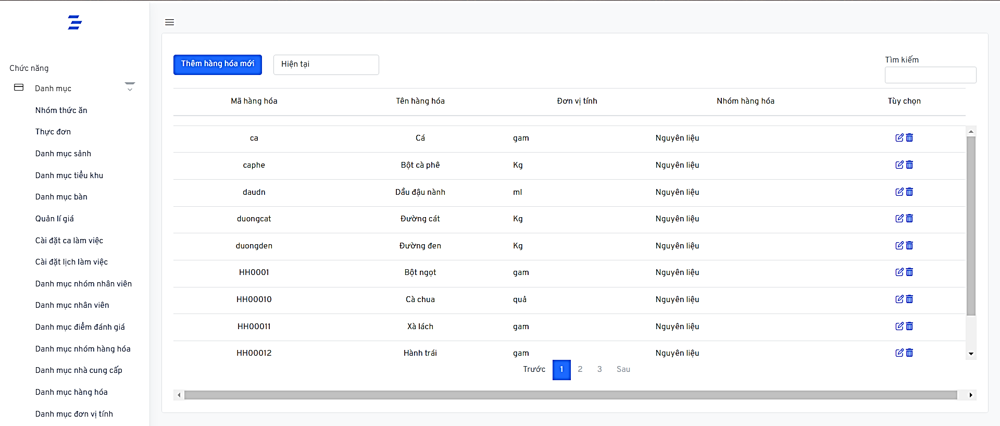 Chức năng
Danh mục
Nhóm thức ăn
Thực đơn
Danh mục sảnh
Danh mục tiểu khu
Danh mục bàn
Quản lí giá
Cài đặt ca làm việc
Cài đặt lịch làm việc
Danh mục nhóm nhân viên
Danh mục nhân viên
Danh mục điểm đánh giá
Danh mục nhóm hàng hóa
Danh mục nhà cung cấp
Danh mục hàng hóa
Danh mục đơn vị tính
Thêm hàng hóa mới Hiện tại
Tìm kiếm
Mã hàng hóa Tên hàng hóa Đơn vị tính Nhóm hàng hóa Tùy chọn
ca Cá gam Nguyên liệu
caphe Bột cà phê Kg Nguyên liệu
daudn Dầu đậu nành ml Nguyên liệu
duongcat Đường cát Kg Nguyên liệu
duongden Đường đen Kg Nguyên liệu
HH0001 Bột ngọt gam Nguyên liệu
HH00010 Cà chua quả Nguyên liệu
HH00011 Xà lách gam Nguyên liệu
HH00012 Hành trái gam Nguyên liệu
Trước 1 2 3 Sau